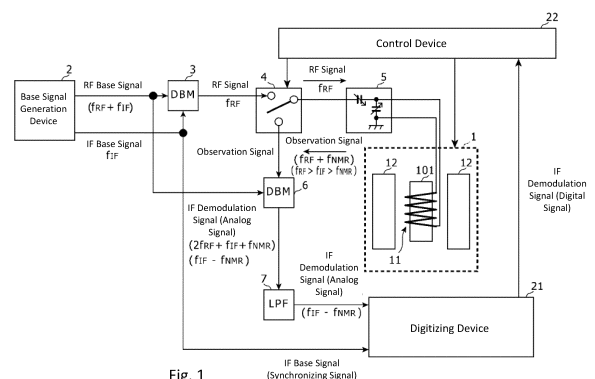 22
Control Device
2
Base Signal
Generation
Device
RF Base Signal
(fRF + fIF)
IF Base Signal
fIF
3
DBM
RF Signal
fRF
4
RF Signal
fRF
5
Observation Signal
Observation Signal
(fRF + fNMR)
(fRF > fIF > fNMR)
DBM
6
1
12
101
12
11
IF
Demodulation
Signal (Digital
Signal)
IF Demodulation
Signal (Analog
Signal)
(2fRF + fIF + fNMR)
(fIF - fNMR)
7
LPF
IF
Demodulation
Signal (Analog
Signal)
(fIF - fNMR)
21
Digitizing Device
IF Base Signal
(Synchronizing Signal)
Fig. 1